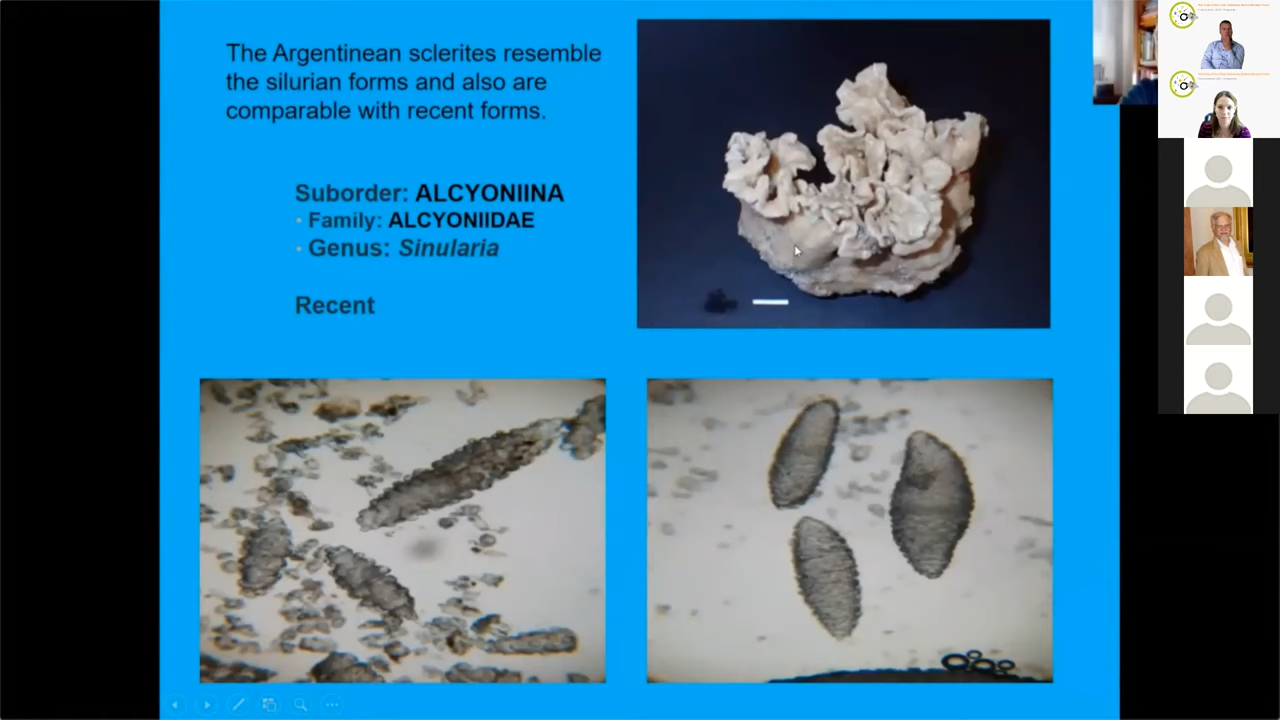 The Argentinean sclerites resemble
the silurian forms and also are
comparable with recent forms.
Suborder: ALCYONIINA
• Family: ALCYONIIDAE
• Genus: Sinularia
Recent